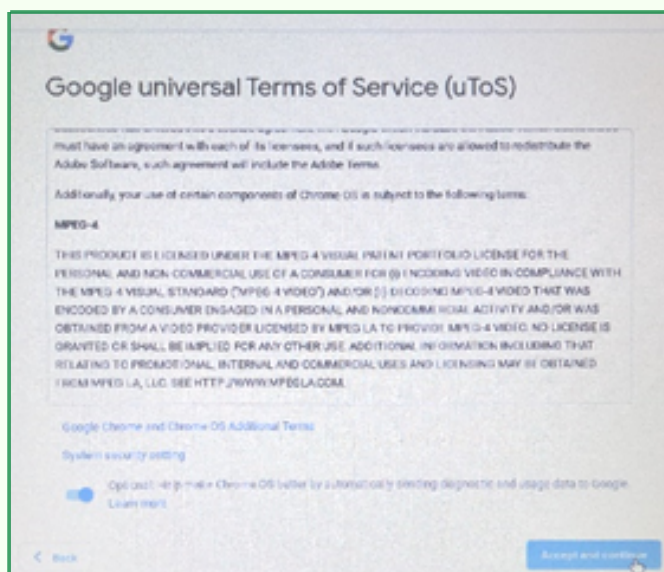 Google universal Terms of Service (uToS)
must have an agreement with each of its licensees, and if such licensees are allowed to redistribute the
Adobe Software, such agreement will include the Adobe Terms.
Additionally, your use of certain components of Chrome OS is subject to the following terms:
MPEG-4
THIS PRODUCT IS LICENSED UNDER THE MPEG-4 VISUAL PATENT PORTFOLIO LICENSE FOR THE
PERSONAL AND NON-COMMERCIAL USE OF A CONSUMER FOR (i) ENCODING VIDEO IN COMPLIANCE WITH
THE MPEG-4 VISUAL STANDARD ("MPEG-4 VIDEO") AND/OR (ii) DECODING MPEG-4 VIDEO THAT WAS
ENCODED BY A CONSUMER ENGAGED IN A PERSONAL AND NONCOMMERCIAL ACTIVITY AND/OR WAS
OBTAINED FROM A VIDEO PROVIDER LICENSED BY MPEG LA TO PROVIDE MPEG-4 VIDEO. NO LICENSE IS
GRANTED OR SHALL BE IMPLIED FOR ANY OTHER USE. ADDITIONAL INFORMATION INCLUDING THAT
RELATING TO PROMOTIONAL, INTERNAL AND COMMERCIAL USES AND LICENSING MAY BE OBTAINED
FROM MPEG LA, LLC. SEE HTTP://WWW.MPEGLA.COM.
Google Chrome and Chrome OS Additional Terms
System security setting
Optional: Help make Chrome OS better by automatically sending diagnostic and usage data to Google.
Learn more
Back
Accept and continue